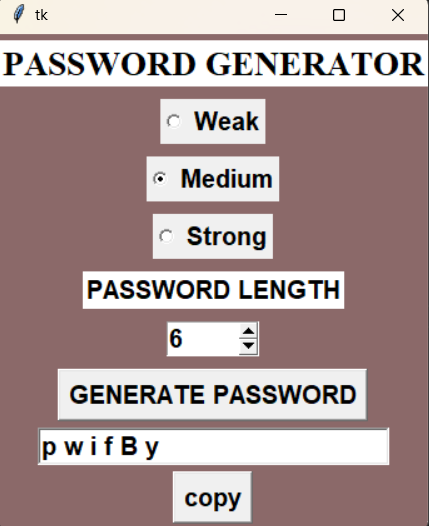 tk
PASSWORD GENERATOR
Weak
Medium
Strong
PASSWORD LENGTH
6
GENERATE PASSWORD
p w i f B y
copy